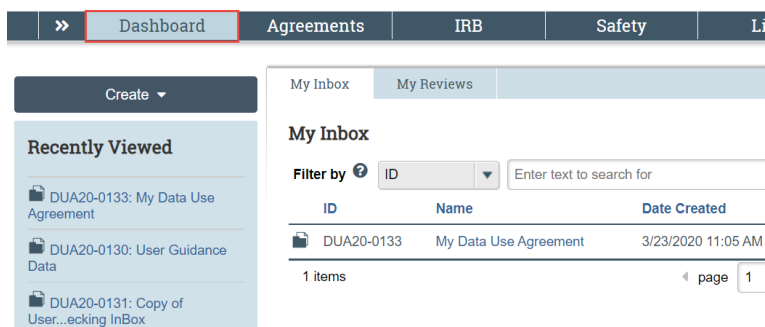 » Dashboard Agreements IRB Safety
Create
My Inbox My Reviews
Recently Viewed
DUA20-0133: My Data Use
Agreement
DUA20-0130: User Guidance
Data
DUA20-0131: Copy of
User...ecking InBox
My Inbox
Filter by ? ID Enter text to search for
ID Name Date Created
DUA20-0133 My Data Use Agreement 3/23/2020 11:05 AM
1 items page 1